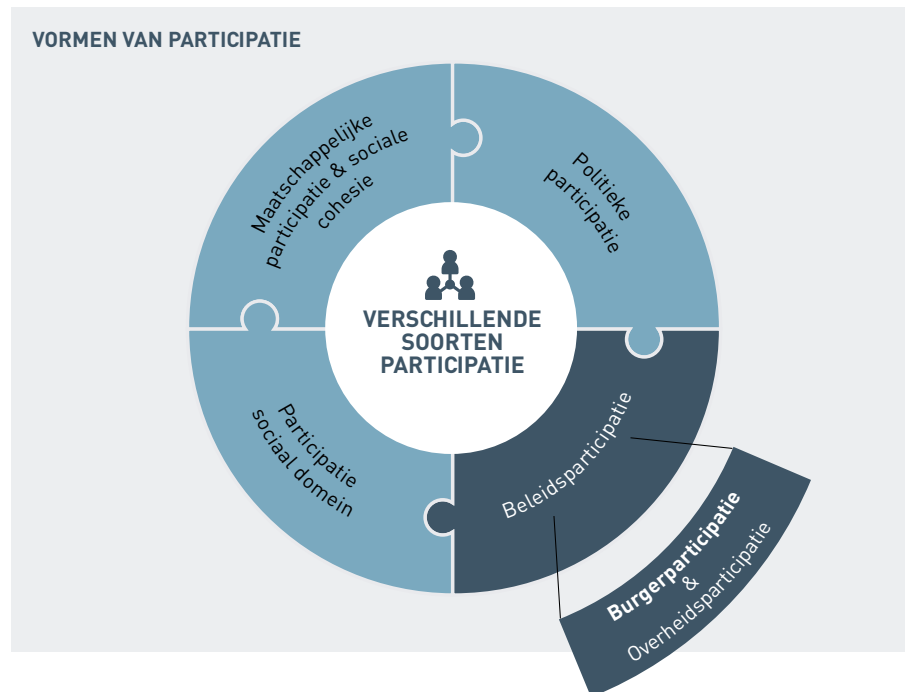 VORMEN VAN PARTICIPATIE
Maatschappelijke
participatie & sociale
cohesie
Politieke
participatie
VERSCHILLENDE
SOORTEN
PARTICIPATIE
Participatie
sociaal domein
Beleidsparticipatie
Burgerparticipatie
&
Overheidsparticipatie